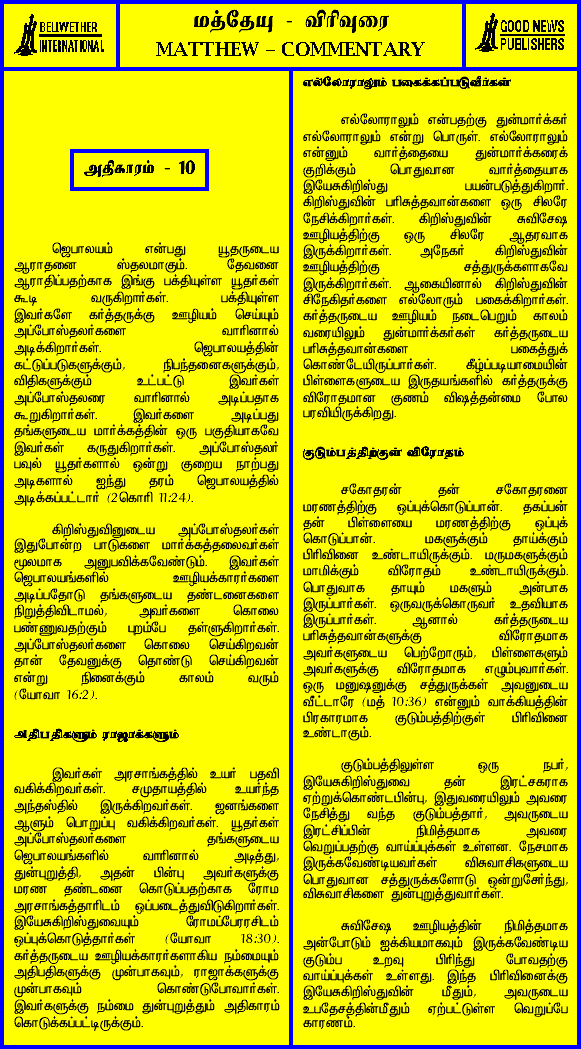 BELIWETHER
INTERNATIONAL
மத்தேயு - விரிவுரை
MATTHEW – COMMENTARY
GOOD NEWS
PUBLISHERS
அதிகாரம் - 10
ஜெபாலயம் என்பது யூதருடைய
ஆராதனை ஸ்தலமாகும். தேவனை
ஆராதிப்பதற்காக இங்கு பக்தியுள்ள யூதர்கள்
கூடி வருகிறார்கள். பக்தியுள்ள
இவர்களே கர்த்தருக்கு ஊழியம் செய்யும்
அப்போஸ்தலர்களை வாரினால்
அடிக்கிறார்கள். ஜெபாலயத்தின்
கட்டுப்படுகளுக்கும், நிபந்தனைகளுக்கும்,
விதிகளுக்கும் உட்பட்டு இவர்கள்
அப்போஸ்தலரை வாரினால் அடிப்பதாக
கூறுகிறார்கள். இவர்களை அடிப்பது
தங்களுடைய மார்க்கத்தின் ஒரு பகுதியாகவே
இவர்கள் கருதுகிறார்கள். அப்போஸ்தலர்
பவுல் யூதர்களால் ஒன்று குறைய நாற்பது
அடிகளால் ஐந்து தரம் ஜெபாலயத்தில்
அடிக்கப்பட்டார் (2கொரி 11:24).
கிறிஸ்துவினுடைய அப்போஸ்தலர்கள்
இதுபோன்ற பாடுகளை மார்க்கத்தலைவர்கள்
மூலமாக அனுபவிக்கவேண்டும். இவர்கள்
ஜெபாலயங்களில் ஊழியக்காரர்களை
அடிப்பதோடு தங்களுடைய தண்டனைகளை
நிறுத்திவிடாமல், அவர்களை கொலை
பண்ணுவதற்கும் புறம்பே தள்ளுகிறார்கள்.
அப்போஸ்தலர்களை கொலை செய்கிறவன்
தான் தேவனுக்கு தொண்டு செய்கிறவன்
என்று நினைக்கும் காலம் வரும்
(யோவா 16:2).
அதிபதிகளும் ராஜாக்களும்
இவர்கள் அரசாங்கத்தில் உயர் பதவி
வகிக்கிறவர்கள். சமுதாயத்தில் உயர்ந்த
அந்தஸ்தில் இருக்கிறவர்கள். ஜனங்களை
ஆளும் பொறுப்பு வகிக்கிறவர்கள். யூதர்கள்
அப்போஸ்தலர்களை தங்களுடைய
ஜெபாலயங்களில் வாரினால் அடித்து,
துன்புறுத்தி, அதன் பின்பு அவர்களுக்கு
மரண தண்டனை கொடுப்பதற்காக ரோம
அரசாங்கத்தாரிடம் ஒப்படைத்துவிடுகிறார்கள்.
இயேசுகிறிஸ்துவையும் ரோமப்பேரரசிடம்
ஒப்புக்கொடுத்தார்கள் (யோவா 18:30).
கர்த்தருடைய ஊழியக்காரர்களாகிய நம்மையும்
அதிபதிகளுக்கு முன்பாகவும், ராஜாக்களுக்கு
முன்பாகவும் கொண்டுபோவார்கள்.
இவர்களுக்கு நம்மை துன்புறுத்தும் அதிகாரம்
கொடுக்கப்பட்டிருக்கும்.
எல்லோராலும் பகைக்கப்படுவீர்கள்
எல்லோராலும் என்பதற்கு துன்மார்க்கர்
எல்லோராலும் என்று பொருள். எல்லோராலும்
என்னும் வார்த்தையை துன்மார்க்கரைக்
குறிக்கும் பொதுவான வார்த்தையாக
இயேசுகிறிஸ்து பயன்படுத்துகிறார்.
கிறிஸ்துவின் பரிசுத்தவான்களை ஒரு சிலரே
நேசிக்கிறார்கள். கிறிஸ்துவின் சுவிசேஷ
ஊழியத்திற்கு ஒரு சிலரே ஆதரவாக
இருக்கிறார்கள். அநேகர் கிறிஸ்துவின்
ஊழியத்திற்கு சத்துருக்களாகவே
இருக்கிறார்கள். ஆகையினால் கிறிஸ்துவின்
சிநேகிதர்களை எல்லோரும் பகைக்கிறார்கள்.
கர்த்தருடைய ஊழியம் நடைபெறும் காலம்
வரையிலும் துன்மார்க்கர்கள் கர்த்தருடைய
பரிசுத்தவான்களை பகைத்துக்
கொண்டேயிருப்பார்கள். கீழ்ப்படியாமையின்
பிள்ளைகளுடைய இருதயங்களில் கர்த்தருக்கு
விரோதமான குணம் விஷத்தன்மை போல
பரவியிருக்கிறது.
குடும்பத்திற்குள் விரோதம்
சகோதரன் தன் சகோதரனை
மரணத்திற்கு ஒப்புக்கொடுப்பான். தகப்பன்
தன் பிள்ளையை மரணத்திற்கு ஒப்புக்
கொடுப்பான். மகளுக்கும் தாய்க்கும்
பிரிவினை உண்டாயிருக்கும். மருமகளுக்கும்
மாமிக்கும் விரோதம் உண்டாயிருக்கும்.
பொதுவாக தாயும் மகளும் அன்பாக
இருப்பார்கள். ஒருவருக்கொருவர் உதவியாக
இருப்பார்கள். ஆனால் கர்த்தருடைய
பரிசுத்தவான்களுக்கு விரோதமாக
அவர்களுடைய பெற்றோரும், பிள்ளைகளும்
அவர்களுக்கு விரோதமாக எழும்புவார்கள்.
ஒரு மனுஷனுக்கு சத்துருக்கள் அவனுடைய
வீட்டாரே (மத் 10:36) என்னும் வாக்கியத்தின்
பிரகாரமாக குடும்பத்திற்குள் பிரிவினை
உண்டாகும்.
குடும்பத்திலுள்ள ஒரு நபர்,
இயேசுகிறிஸ்துவை தன் இரட்சகராக
ஏற்றுக்கொண்டபின்பு, இதுவரையிலும் அவரை
நேசித்து வந்த குடும்பத்தார், அவருடைய
இரட்சிப்பின் நிமித்தமாக அவரை
வெறுப்பதற்கு வாய்ப்புக்கள் உள்ளன. நேசமாக
இருக்கவேண்டியவர்கள் விசுவாசிகளுடைய
பொதுவான சத்துருக்களோடு ஒன்றுசேர்ந்து,
விசுவாசிகளை துன்புறுத்துவார்கள்.
சுவிசேஷ ஊழியத்தின் நிமித்தமாக
அன்போடும் ஐக்கியமாகவும் இருக்கவேண்டிய
குடும்ப உறவு பிரிந்து போவதற்கு
வாய்ப்புக்கள் உள்ளது. இந்த பிரிவினைக்கு
இயேசுகிறிஸ்துவின் மீதும், அவருடைய
உபதேசத்தின்மீதும் ஏற்பட்டுள்ள வெறுப்பே
காரணம்.